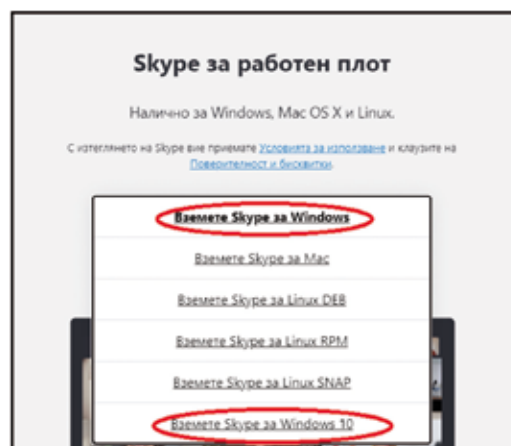 Skype за работен плот
Налично за Windows, Mac OS X и Linux.
С изтеглянето на Skype вие приемате Условията за използване и клаузите на
Поверителност и бисквитки.
Вземете Skype за Windows
Вземете Skype за Mac
Вземете Skype за Linux DEB
Вземете Skype за Linux RPM
Вземете Skype за Linux SNAP
Вземете Skype за Windows 10